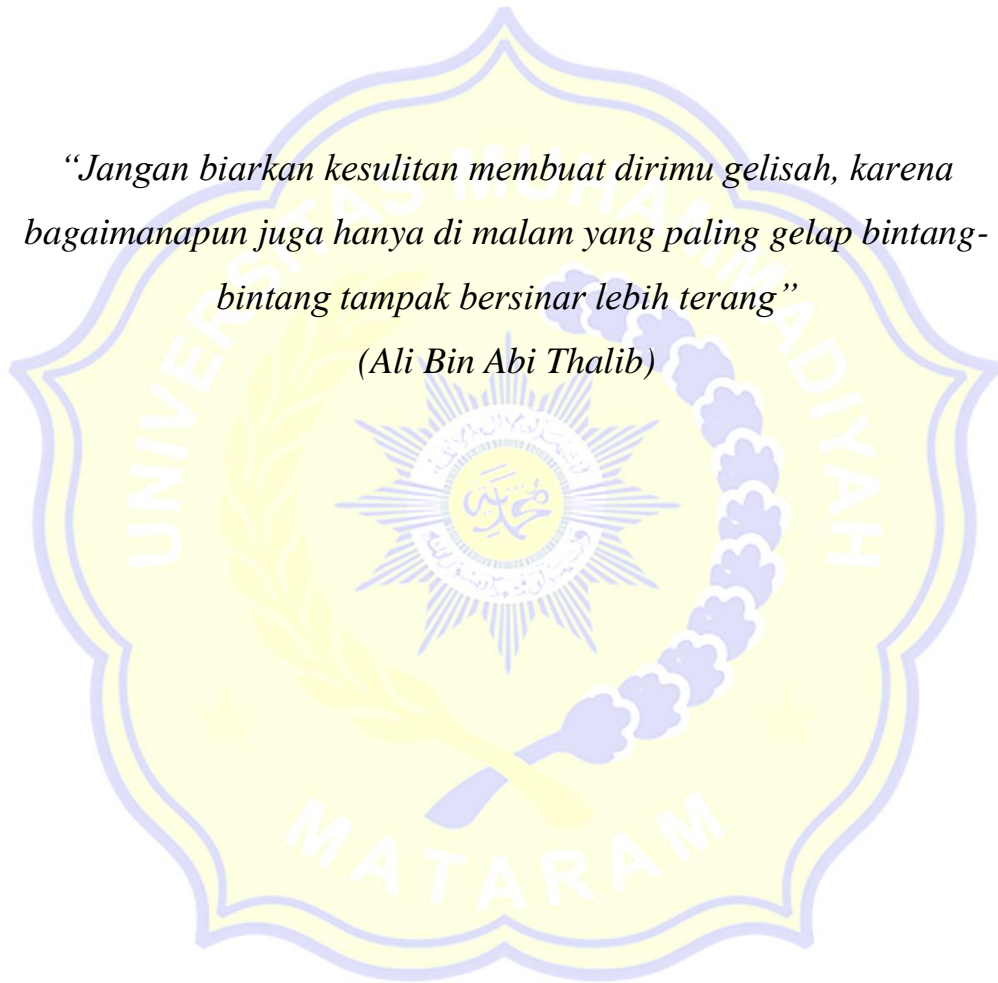 “Jangan biarkan kesulitan membuat dirimu gelisah, karena
bagaimanapun juga hanya di malam yang paling gelap bintang-
bintang tampak bersinar lebih terang”
(Ali Bin Abi Thalib)
UNIVERSITAS MUHAMMADIYAH
MATARAM